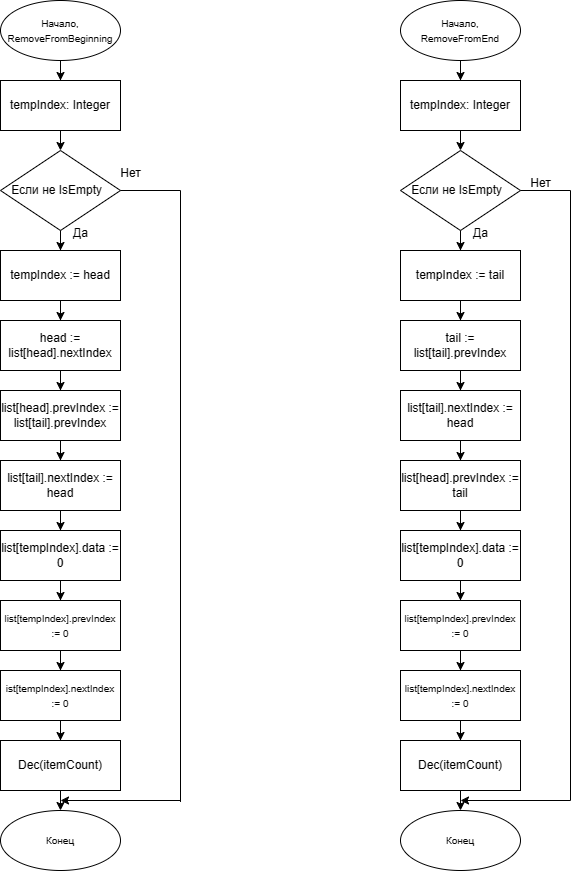 Начало,
RemoveFromBeginning
tempIndex: Integer
Если не IsEmpty
Нет
Да
tempIndex := head
head :=
list[head].nextIndex
list[head].prevIndex :=
list[tail].prevIndex
list[tail].nextIndex :=
head
list[tempIndex].data :=
0
list[tempIndex].prevIndex
:= 0
ist[tempIndex].nextIndex
:= 0
Dec(itemCount)
Конец
Начало,
RemoveFromEnd
tempIndex: Integer
Если не IsEmpty
Нет
Да
tempIndex := tail
tail :=
list[tail].prevIndex
list[tail].nextIndex :=
head
list[head].prevIndex :=
tail
list[tempIndex].data :=
0
list[tempIndex].prevIndex
:= 0
list[tempIndex].nextIndex
:= 0
Dec(itemCount)
Конец